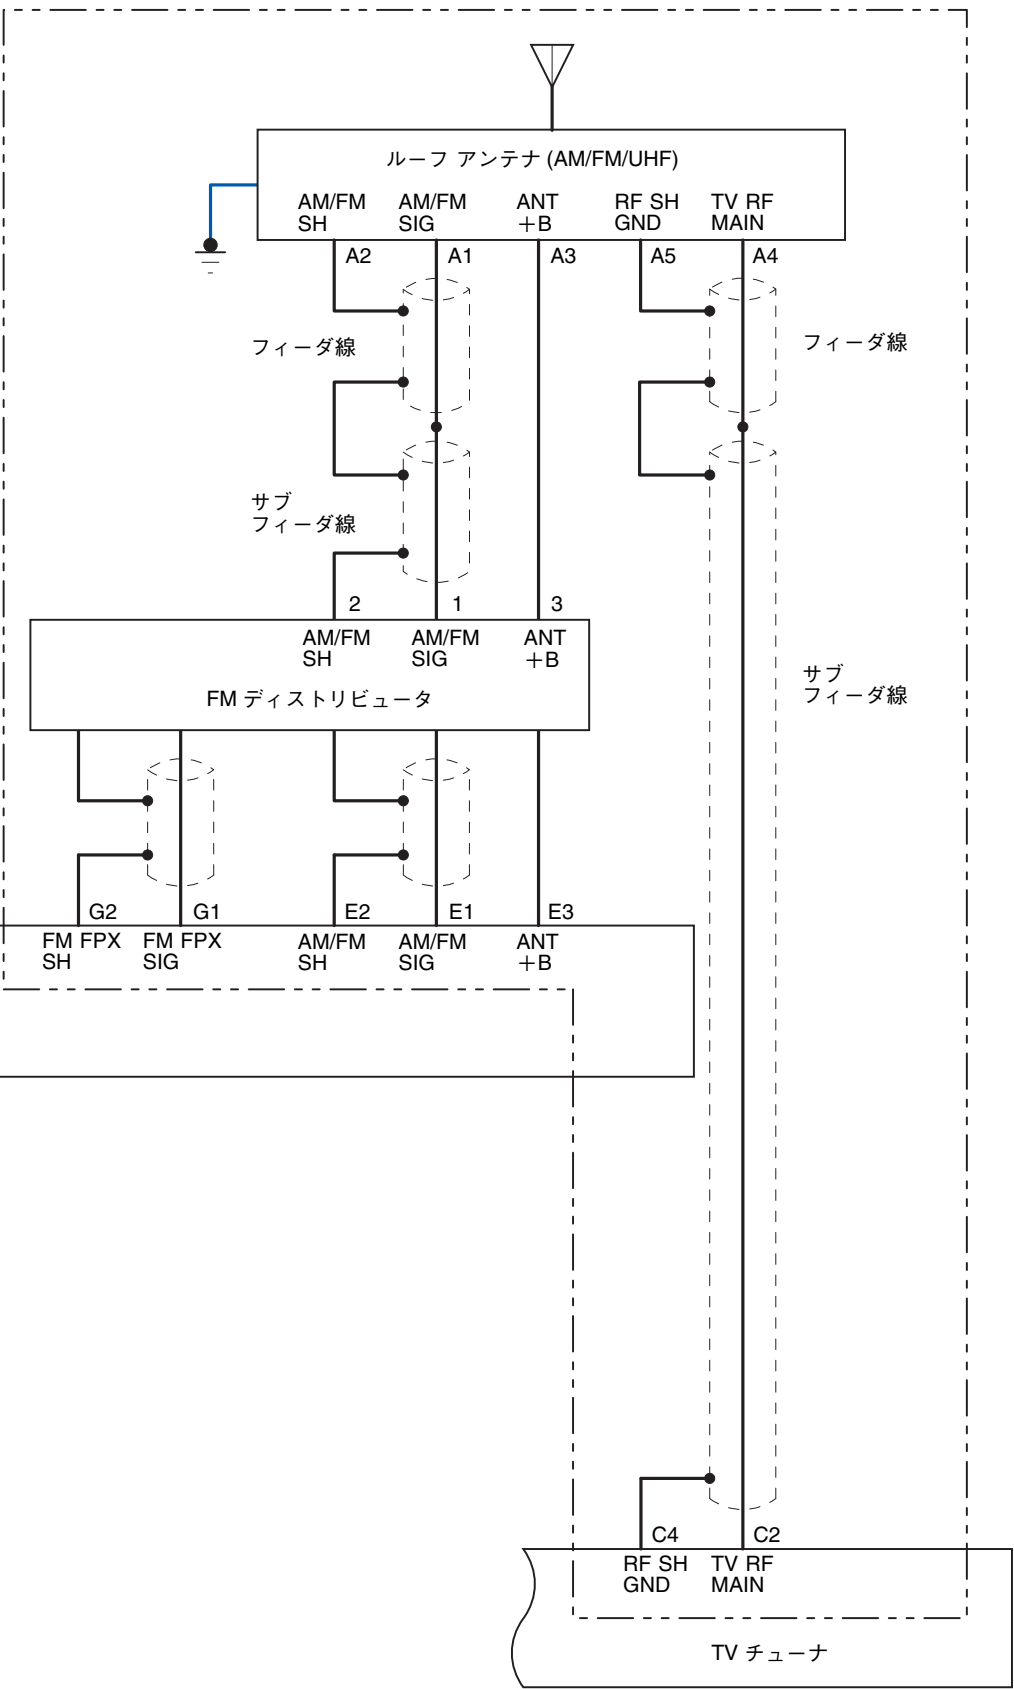 ルーフ アンテナ (AM/FM/UHF)
AM/FM
SH
AM/FM
SIG
ANT
+B
RF SH
GND
TV RF
MAIN
A2
A1
A3
A5
A4
フィーダ線
フィーダ線
サブ
フィーダ線
2
1
3
AM/FM
SH
AM/FM
SIG
ANT
+B
FM ディストリビュータ
サブ
フィーダ線
G2
G1
E2
E1
E3
FM FPX
SH
FM FPX
SIG
AM/FM
SH
AM/FM
SIG
ANT
+B
C4
C2
RF SH
GND
TV RF
MAIN
TV チューナ